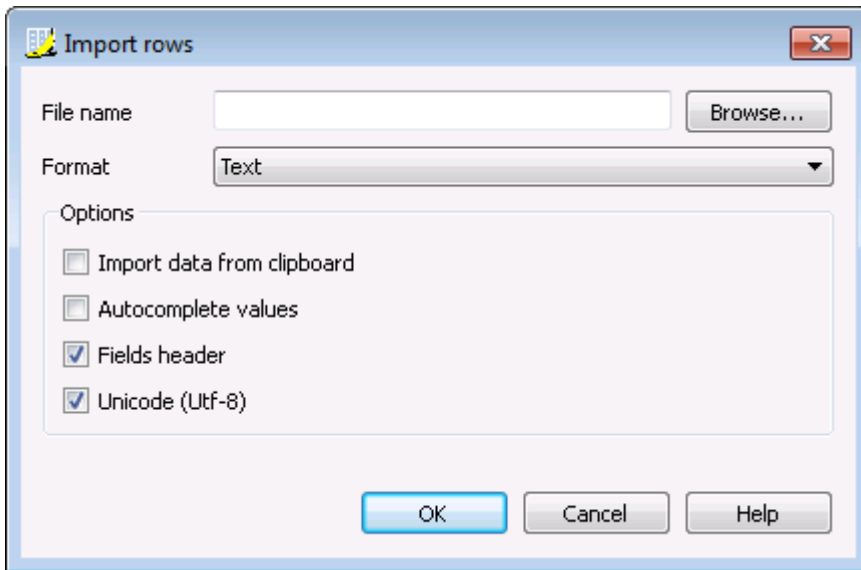 Import rows
File name
Browse...
Format
Text
Options
Import data from clipboard
Autocomplete values
Fields header
Unicode (Utf-8)
OK Cancel Help